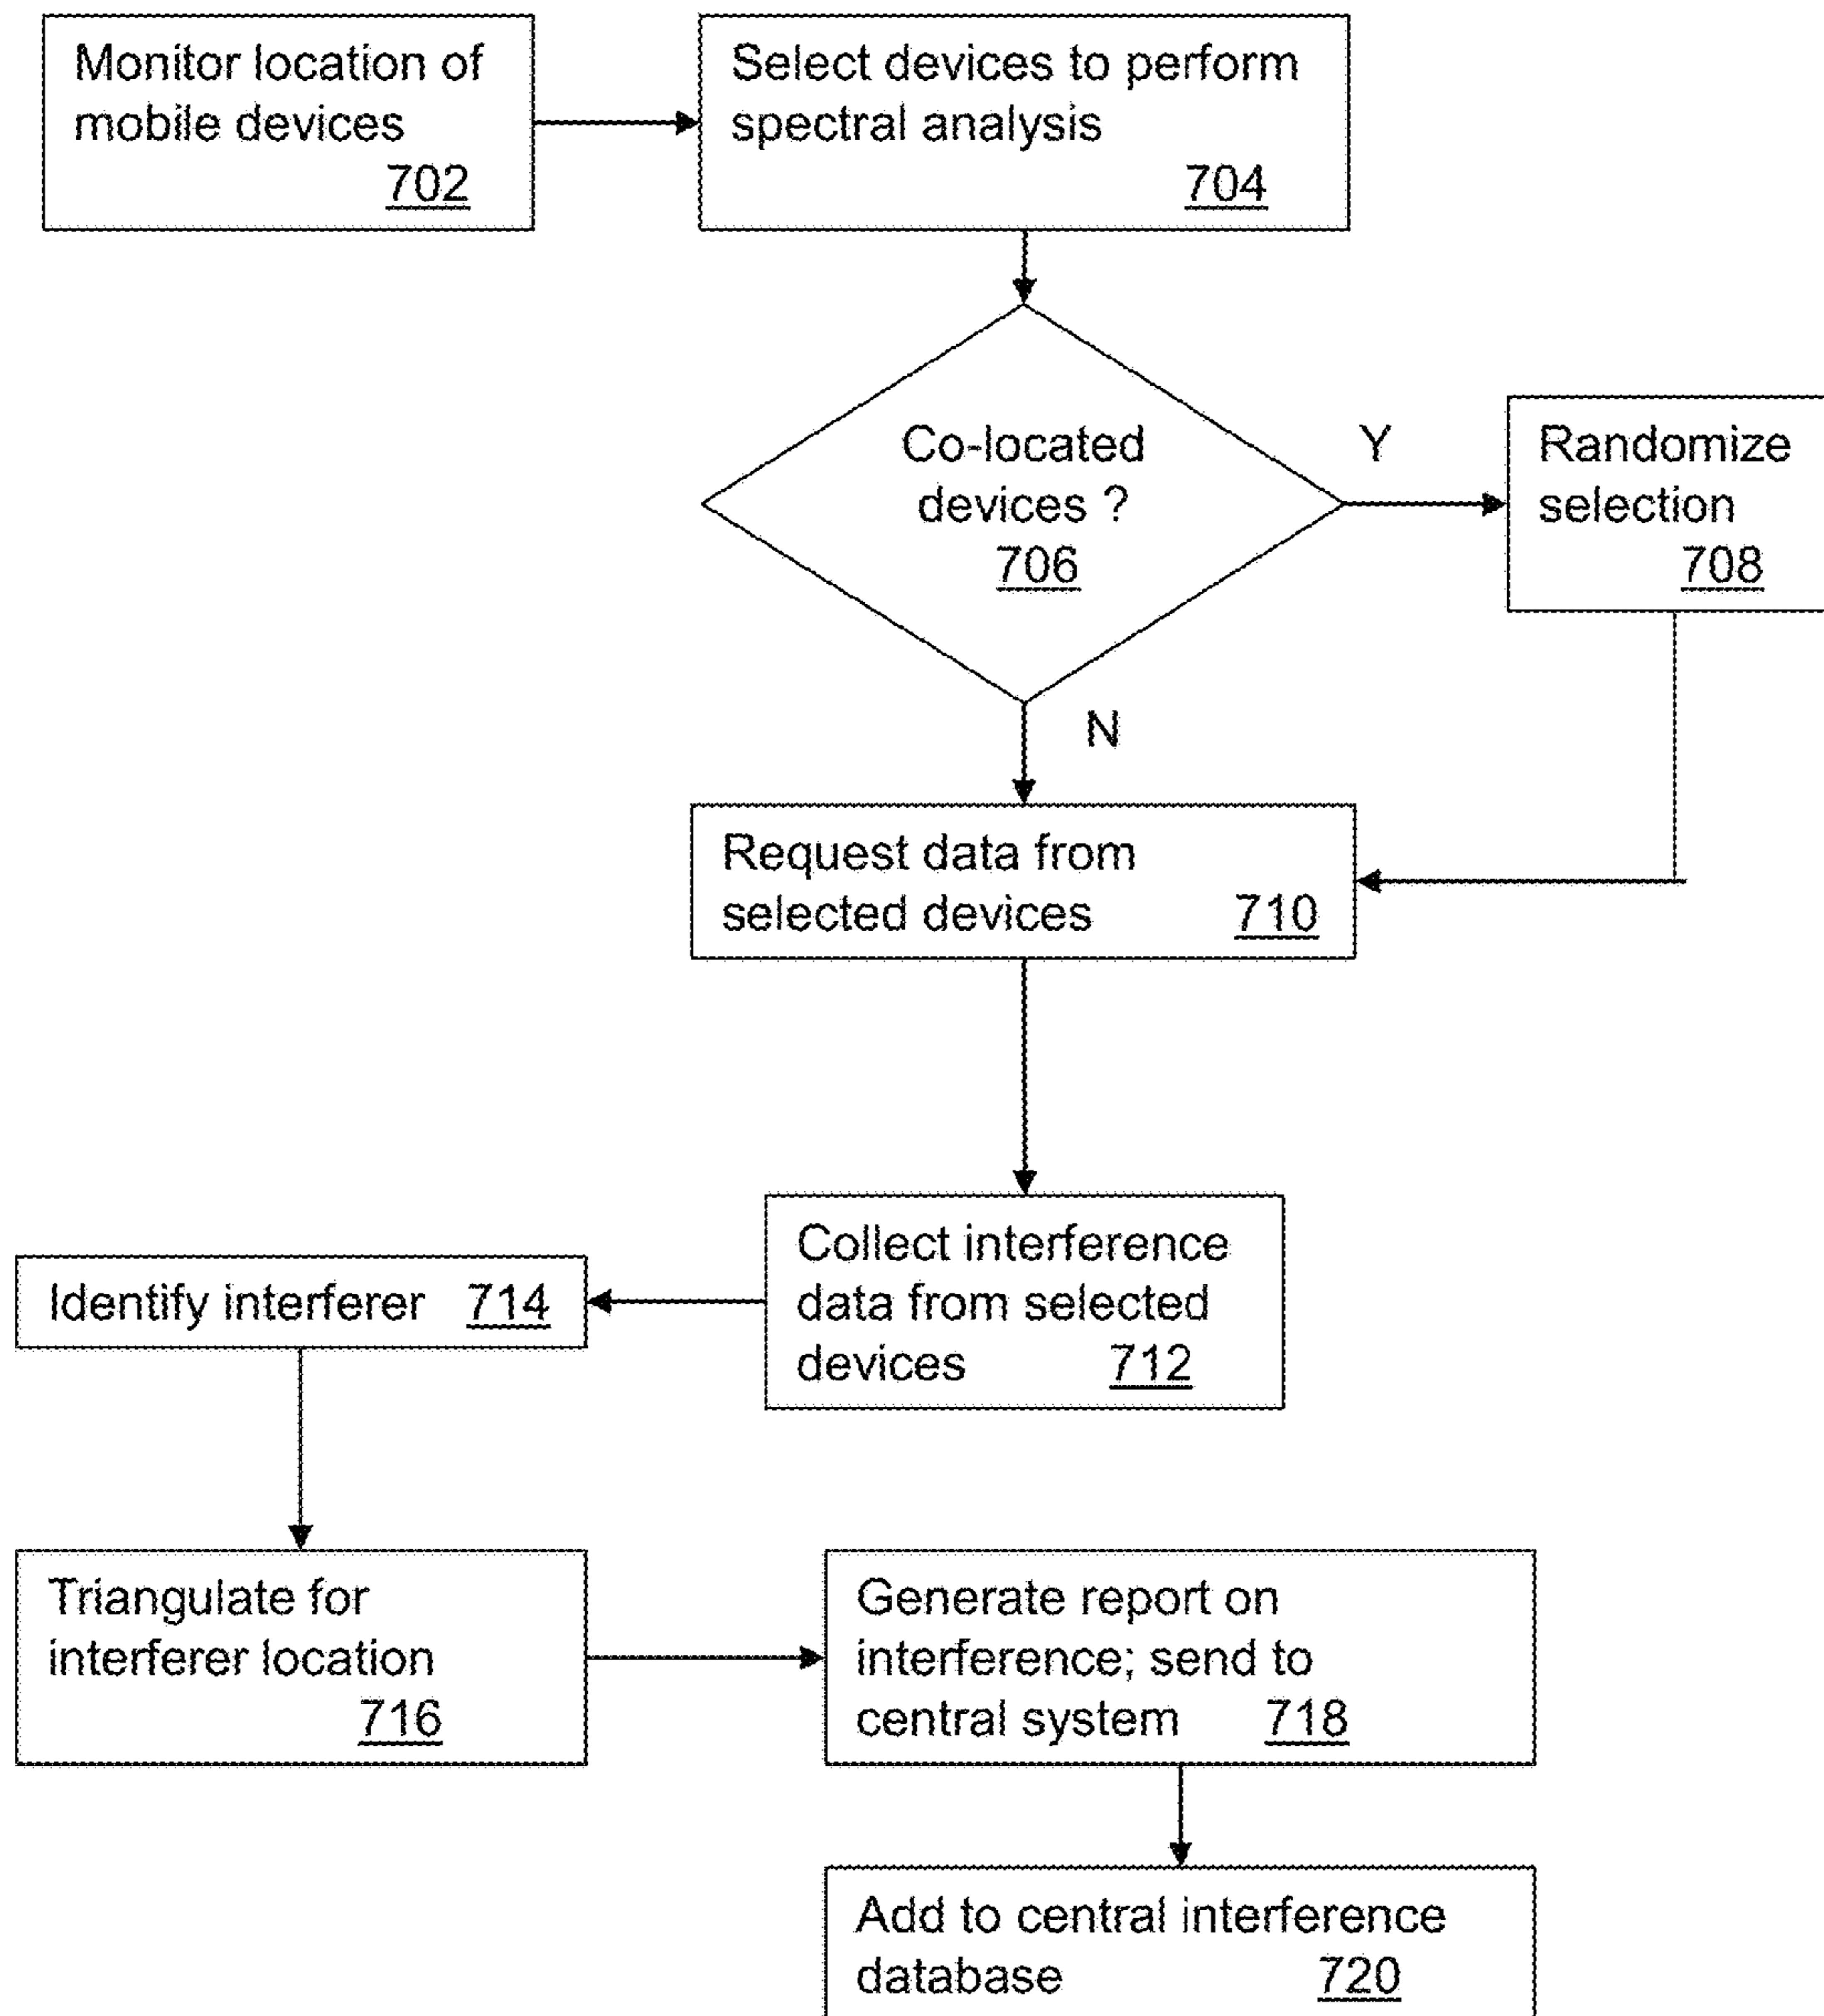 Monitor location of
mobile devices
702
Select devices to perform
spectral analysis
704
Co-located
devices ?
706
Y
Randomize
selection
708
N
Request data from
selected devices 710
Collect interference
data from selected
devices 712
Identify interferer 714
Triangulate for
interferer location
716
Generate report on
interference; send to
central system 718
Add to central interference
database 720